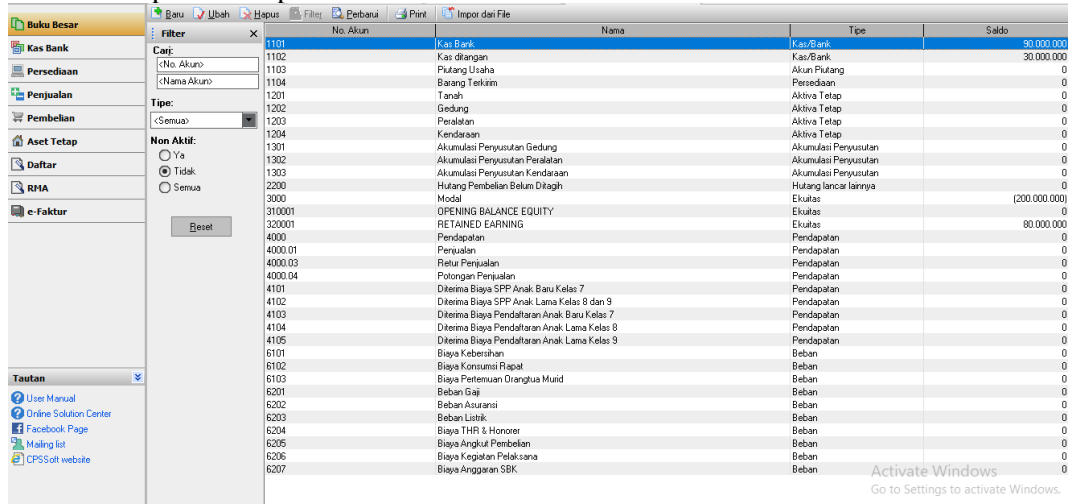 Baru Ubah Hapus Filter Perbarui Print Impor dari File
Buku Besar
Kas Bank
Persediaan
Penjualan
Pembelian
Aset Tetap
Daftar
RMA
e-Faktur
Tautan
User Manual
Online Solution Center
Facebook Page
Mailing list
CPSSoft website
Filter
Cari:
<No. Akun>
<Nama Akun>
Tipe:
<Semua>
Non Aktif:
Ya
Tidak
Semua
Reset
No. Akun Nama Tipe Saldo
1101 Kas Bank Kas/Bank 90.000.000
1102 Kas ditangan Kas/Bank 30.000.000
1103 Piutang Usaha Akun Piutang 0
1104 Barang Terkirim Persediaan 0
1201 Tanah Aktiva Tetap 0
1202 Gedung Aktiva Tetap 0
1203 Peralatan Aktiva Tetap 0
1204 Kendaraan Aktiva Tetap 0
1301 Akumulasi Penyusutan Gedung Akumulasi Penyusutan 0
1302 Akumulasi Penyusutan Peralatan Akumulasi Penyusutan 0
1303 Akumulasi Penyusutan Kendaraan Akumulasi Penyusutan 0
2200 Hutang Pembelian Belum Ditagih Hutang lancar lainnya 0
3000 Modal Ekuitas (200.000.000)
310001 OPENING BALANCE EQUITY Ekuitas 0
320001 RETAINED EARNING Ekuitas 80.000.000
4000 Pendapatan Pendapatan 0
4000.01 Penjualan Pendapatan 0
4000.03 Retur Penjualan Pendapatan 0
4000.04 Potongan Penjualan Pendapatan 0
4101 Diterima Biaya SPP Anak Baru Kelas 7 Pendapatan 0
4102 Diterima Biaya SPP Anak Lama Kelas 8 dan 9 Pendapatan 0
4103 Diterima Biaya Pendaftaran Anak Baru Kelas 7 Pendapatan 0
4104 Diterima Biaya Pendaftaran Anak Lama Kelas 8 Pendapatan 0
4105 Diterima Biaya Pendaftaran Anak Lama Kelas 9 Pendapatan 0
6101 Biaya Kebersihan Beban 0
6102 Biaya Konsumsi Rapat Beban 0
6103 Biaya Pertemuan Orangtua Murid Beban 0
6201 Beban Gaji Beban 0
6202 Beban Asuransi Beban 0
6203 Beban Listrik Beban 0
6204 Biaya THR & Honorer Beban 0
6205 Biaya Angkut Pembelian Beban 0
6206 Biaya Kegiatan Pelaksana Beban 0
6207 Biaya Anggaran SBK Beban 0
Activate Windows
Go to Settings to activate Windows.